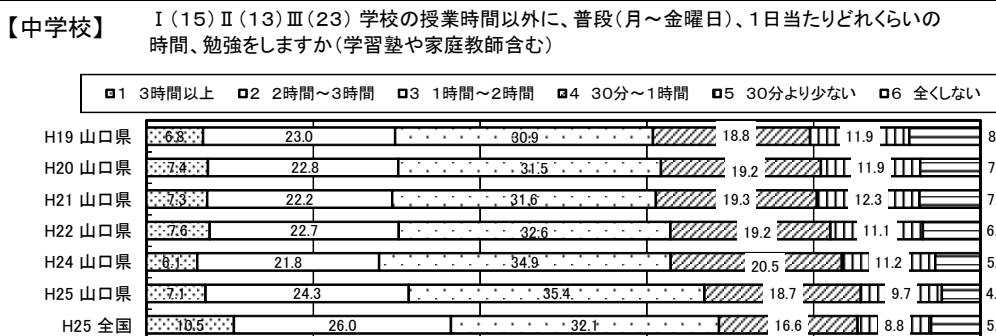 【中学校】 Ⅰ(15)Ⅱ(13)Ⅲ(23) 学校の授業時間以外に、普段(月～金曜日)、1日当たりどれくらいの
時間、勉強をしますか(学習塾や家庭教師含む)
1 3時間以上 2 2時間～3時間 3 1時間～2時間 4 30分～1時間 5 30分より少ない 6 全くしない
H19 山口県 6.8 23.0 30.9 18.8 11.9
H20 山口県 7.4 22.8 31.5 19.2 11.9
H21 山口県 7.3 22.2 31.6 19.3 12.3
H22 山口県 7.6 22.7 32.6 19.2 11.1
H24 山口県 6.1 21.8 34.9 20.5 11.2
H25 山口県 7.1 24.3 35.4 18.7 9.7
H25 全国 10.5 26.0 32.1 16.6 8.8